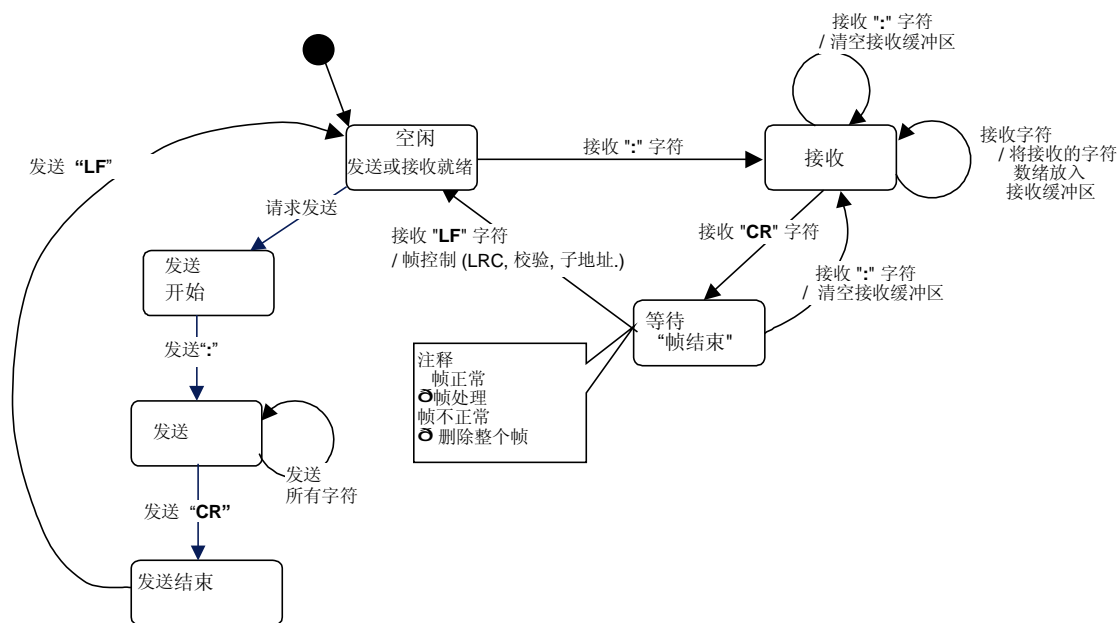 接收 ":" 字符
/ 清空接收缓冲区
空闲
发送或接收就绪
接收 ":" 字符
接收
接收字符
/ 将接收的字符
数绪放入
接收缓冲区
发送 “LF”
请求发送
接收 "LF" 字符
/ 帧控制 (LRC, 校验, 子地址.)
接收 "CR" 字符
接收 ":" 字符
/ 清空接收缓冲区
发送
开始
等待
“帧结束"
发送“:”
注释
帧正常
ð帧处理
帧不正常
ð 删除整个帧
发送
发送
所有字符
发送 “CR”
发送结束